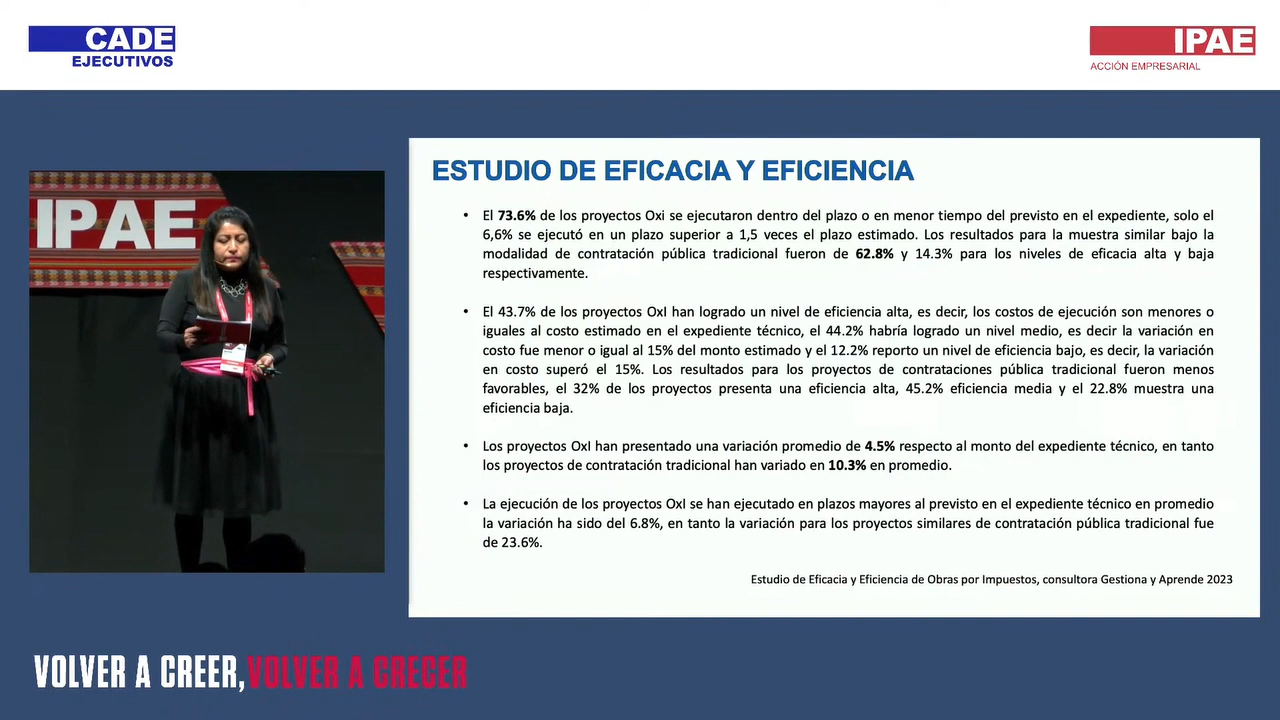 CADE
EJECUTIVOS
IPAE
ACCIÓN EMPRESARIAL
IPAE
ESTUDIO DE EFICACIA Y EFICIENCIA
• El 73.6% de los proyectos Oxi se ejecutaron dentro del plazo o en menor tiempo del previsto en el expediente, solo el
6,6% se ejecutó en un plazo superior a 1,5 veces el plazo estimado. Los resultados para la muestra similar bajo la
modalidad de contratación pública tradicional fueron de 62.8% y 14.3% para los niveles de eficacia alta y baja
respectivamente.
• El 43.7% de los proyectos OxI han logrado un nivel de eficiencia alta, es decir, los costos de ejecución son menores o
iguales al costo estimado en el expediente técnico, el 44.2% habría logrado un nivel medio, es decir la variación en
costo fue menor o igual al 15% del monto estimado y el 12.2% reporto un nivel de eficiencia bajo, es decir, la variación
en costo superó el 15%. Los resultados para los proyectos de contrataciones pública tradicional fueron menos
favorables, el 32% de los proyectos presenta una eficiencia alta, 45.2% eficiencia media y el 22.8% muestra una
eficiencia baja.
• Los proyectos OxI han presentado una variación promedio de 4.5% respecto al monto del expediente técnico, en tanto
los proyectos de contratación tradicional han variado en 10.3% en promedio.
• La ejecución de los proyectos OxI se han ejecutado en plazos mayores al previsto en el expediente técnico en promedio
la variación ha sido del 6.8%, en tanto la variación para los proyectos similares de contratación pública tradicional fue
de 23.6%.
Estudio de Eficacia y Eficiencia de Obras por Impuestos, consultora Gestiona y Aprende 2023
VOLVER A CREER, VOLVER A CRECER